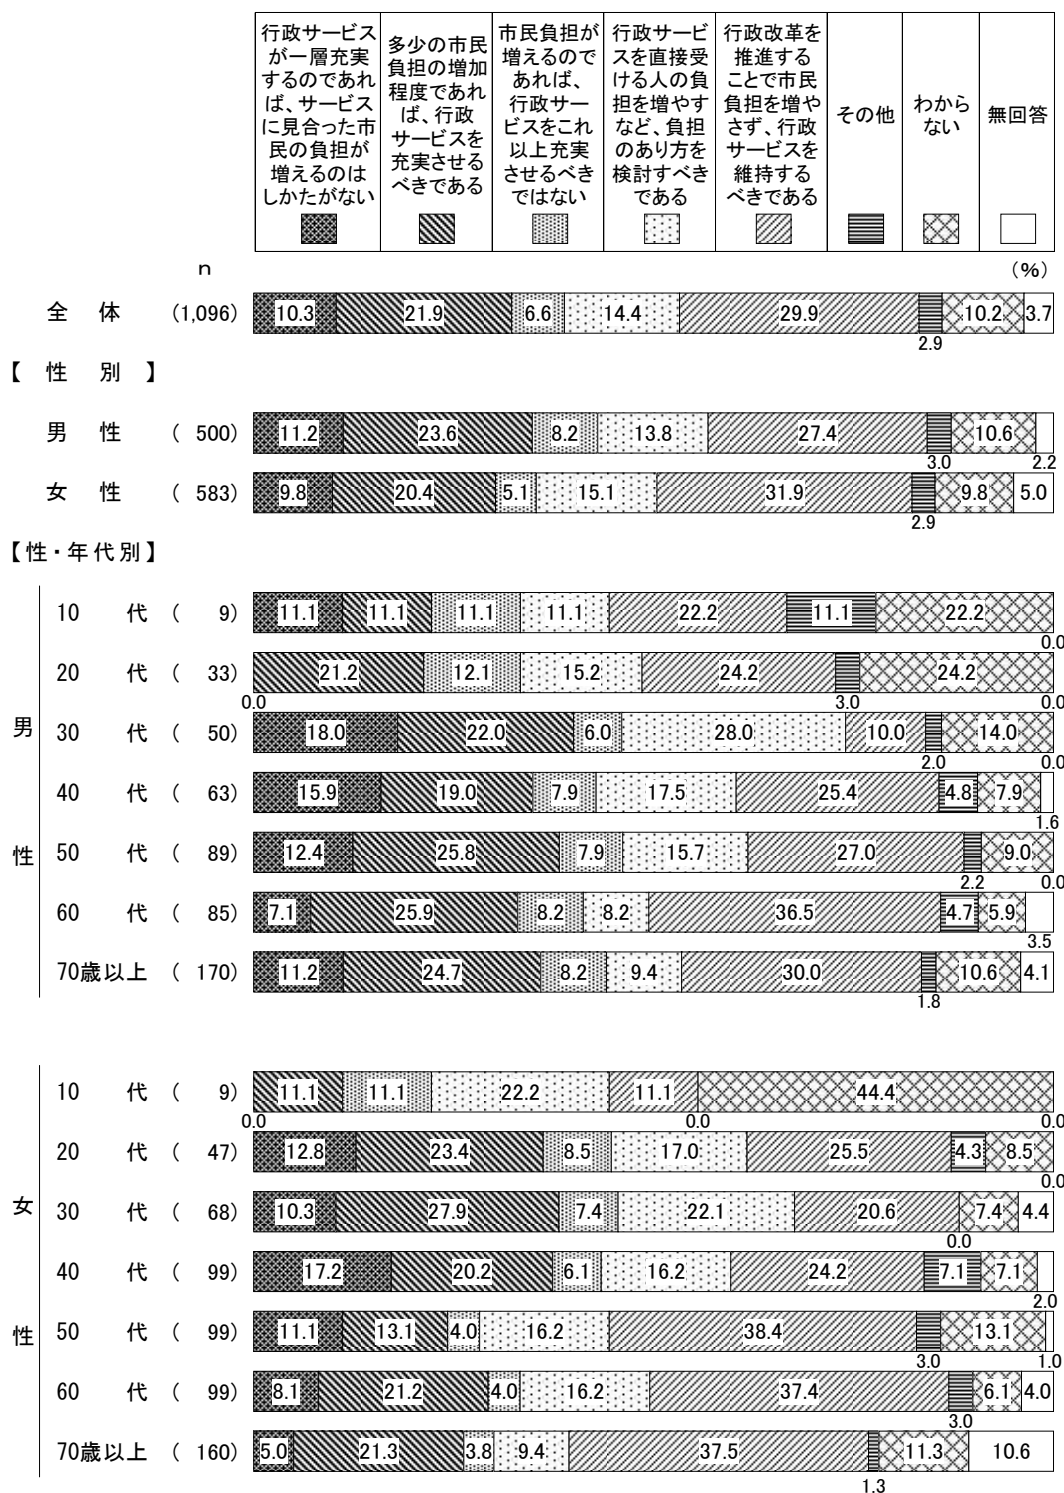 行政サービス
が一層充実
するのであれ
ば、サービス
に見合った市
民の負担が
増えるのは
しかたがない
多少の市民
負担の増加
程度であれ
ば、行政
サービスを
充実させる
べきである
市民負担が
増えるので
あれば、
行政サー
ビスをこれ
以上充実
させるべき
ではない
行政サービ
スを直接受
ける人の負
担を増やす
など、負担
のあり方を
検討すべき
である
行政改革を
推進する
ことで市民
負担を増や
さず、行政
サービスを
維持する
べきである
その他
わから
ない
無回答
n (%)
全体 (1,096) 10.3 21.9 6.6 14.4 29.9 10.2 3.7
2.9
【性別】
男性 ( 500) 11.2 23.6 8.2 13.8 27.4 10.6
3.0 2.2
女性 ( 583) 9.8 20.4 5.1 15.1 31.9 9.8 5.0
2.9
【性・年代別】
男性
10代 ( 9) 11.1 11.1 11.1 11.1 22.2 11.1 22.2
0.0
20代 ( 33) 21.2 12.1 15.2 24.2 24.2
0.0 3.0 0.0
30代 ( 50) 18.0 22.0 6.0 28.0 10.0 14.0
2.0 0.0
40代 ( 63) 15.9 19.0 7.9 17.5 25.4 4.8 7.9
1.6
50代 ( 89) 12.4 25.8 7.9 15.7 27.0 9.0
2.2 0.0
60代 ( 85) 7.1 25.9 8.2 8.2 36.5 4.7 5.9
3.5
70歳以上 ( 170) 11.2 24.7 8.2 9.4 30.0 10.6 4.1
1.8
女性
10代 ( 9) 11.1 11.1 22.2 11.1 44.4
0.0 0.0 0.0
20代 ( 47) 12.8 23.4 8.5 17.0 25.5 4.3 8.5
0.0
30代 ( 68) 10.3 27.9 7.4 22.1 20.6 7.4 4.4
0.0
40代 ( 99) 17.2 20.2 6.1 16.2 24.2 7.1 7.1
2.0
50代 ( 99) 11.1 13.1 4.0 16.2 38.4 13.1
3.0 1.0
60代 ( 99) 8.1 21.2 4.0 16.2 37.4 6.1 4.0
3.0
70歳以上 ( 160) 5.0 21.3 3.8 9.4 37.5 11.3 10.6
1.3